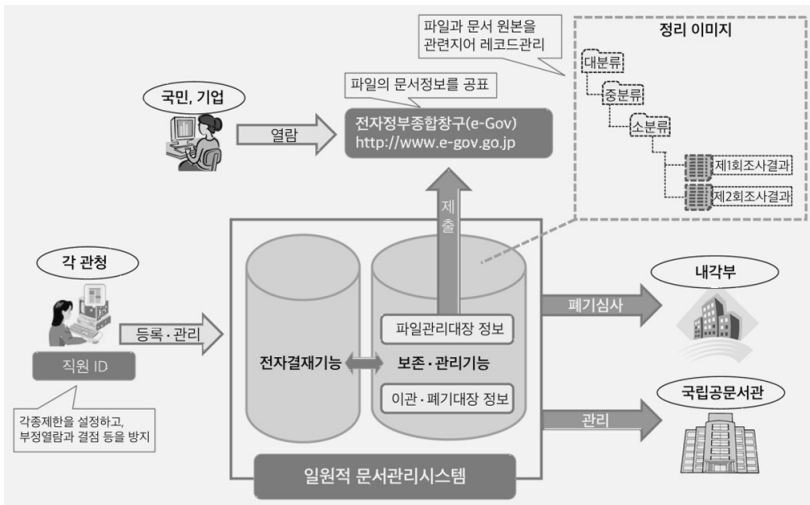 파일과 문서 원본을
관련지어 레코드관리
정리 이미지
대분류
중분류
소분류
제1회조사결과
제2회조사결과
국민, 기업
열람
파일의 문서정보를 공표
전자정부종합창구(e-Gov)
http://www.e-gov.go.jp
제출
각 관청
등록·관리
직원 ID
각종제한을 설정하고,
부정열람과 결점 등을 방지
전자결재기능
파일관리대장 정보
보존·관리기능
이관·폐기대장 정보
일원적 문서관리시스템
폐기심사
내각부
관리
국립공문서관